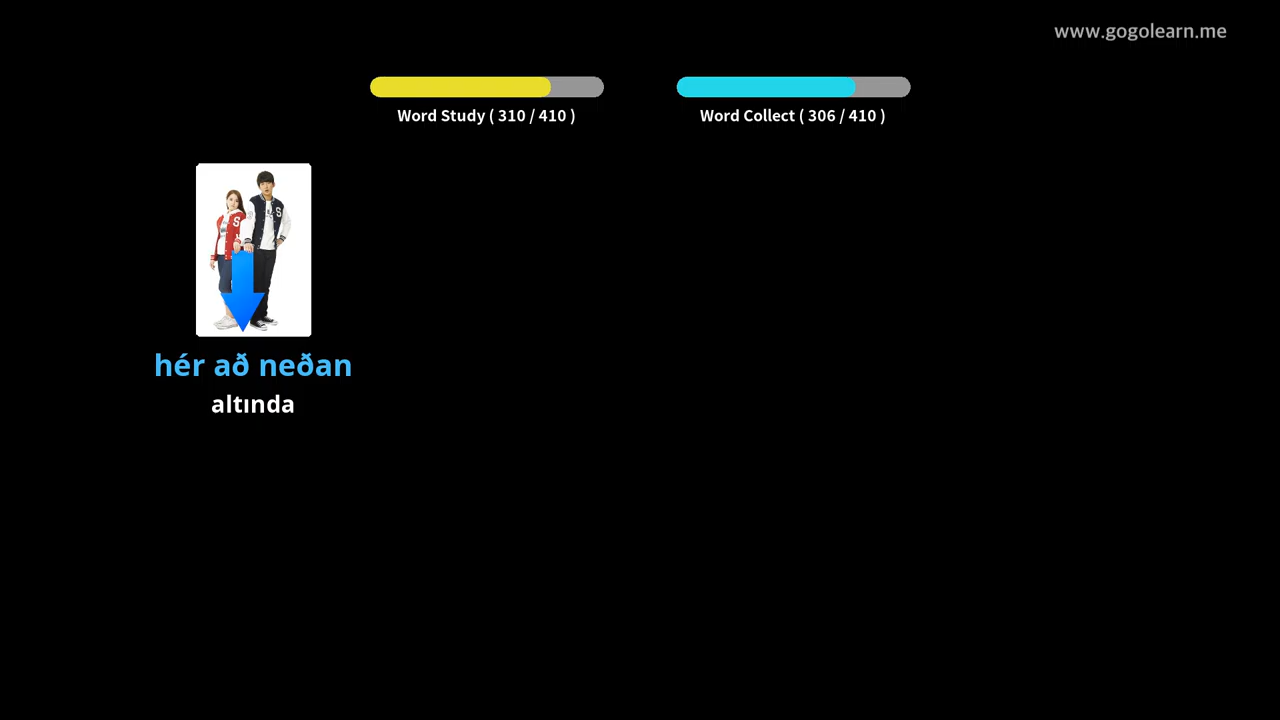 www.gogolearn.me
Word Study ( 310 / 410 )
Word Collect ( 306 / 410 )
S
S
hér að neðan
altında